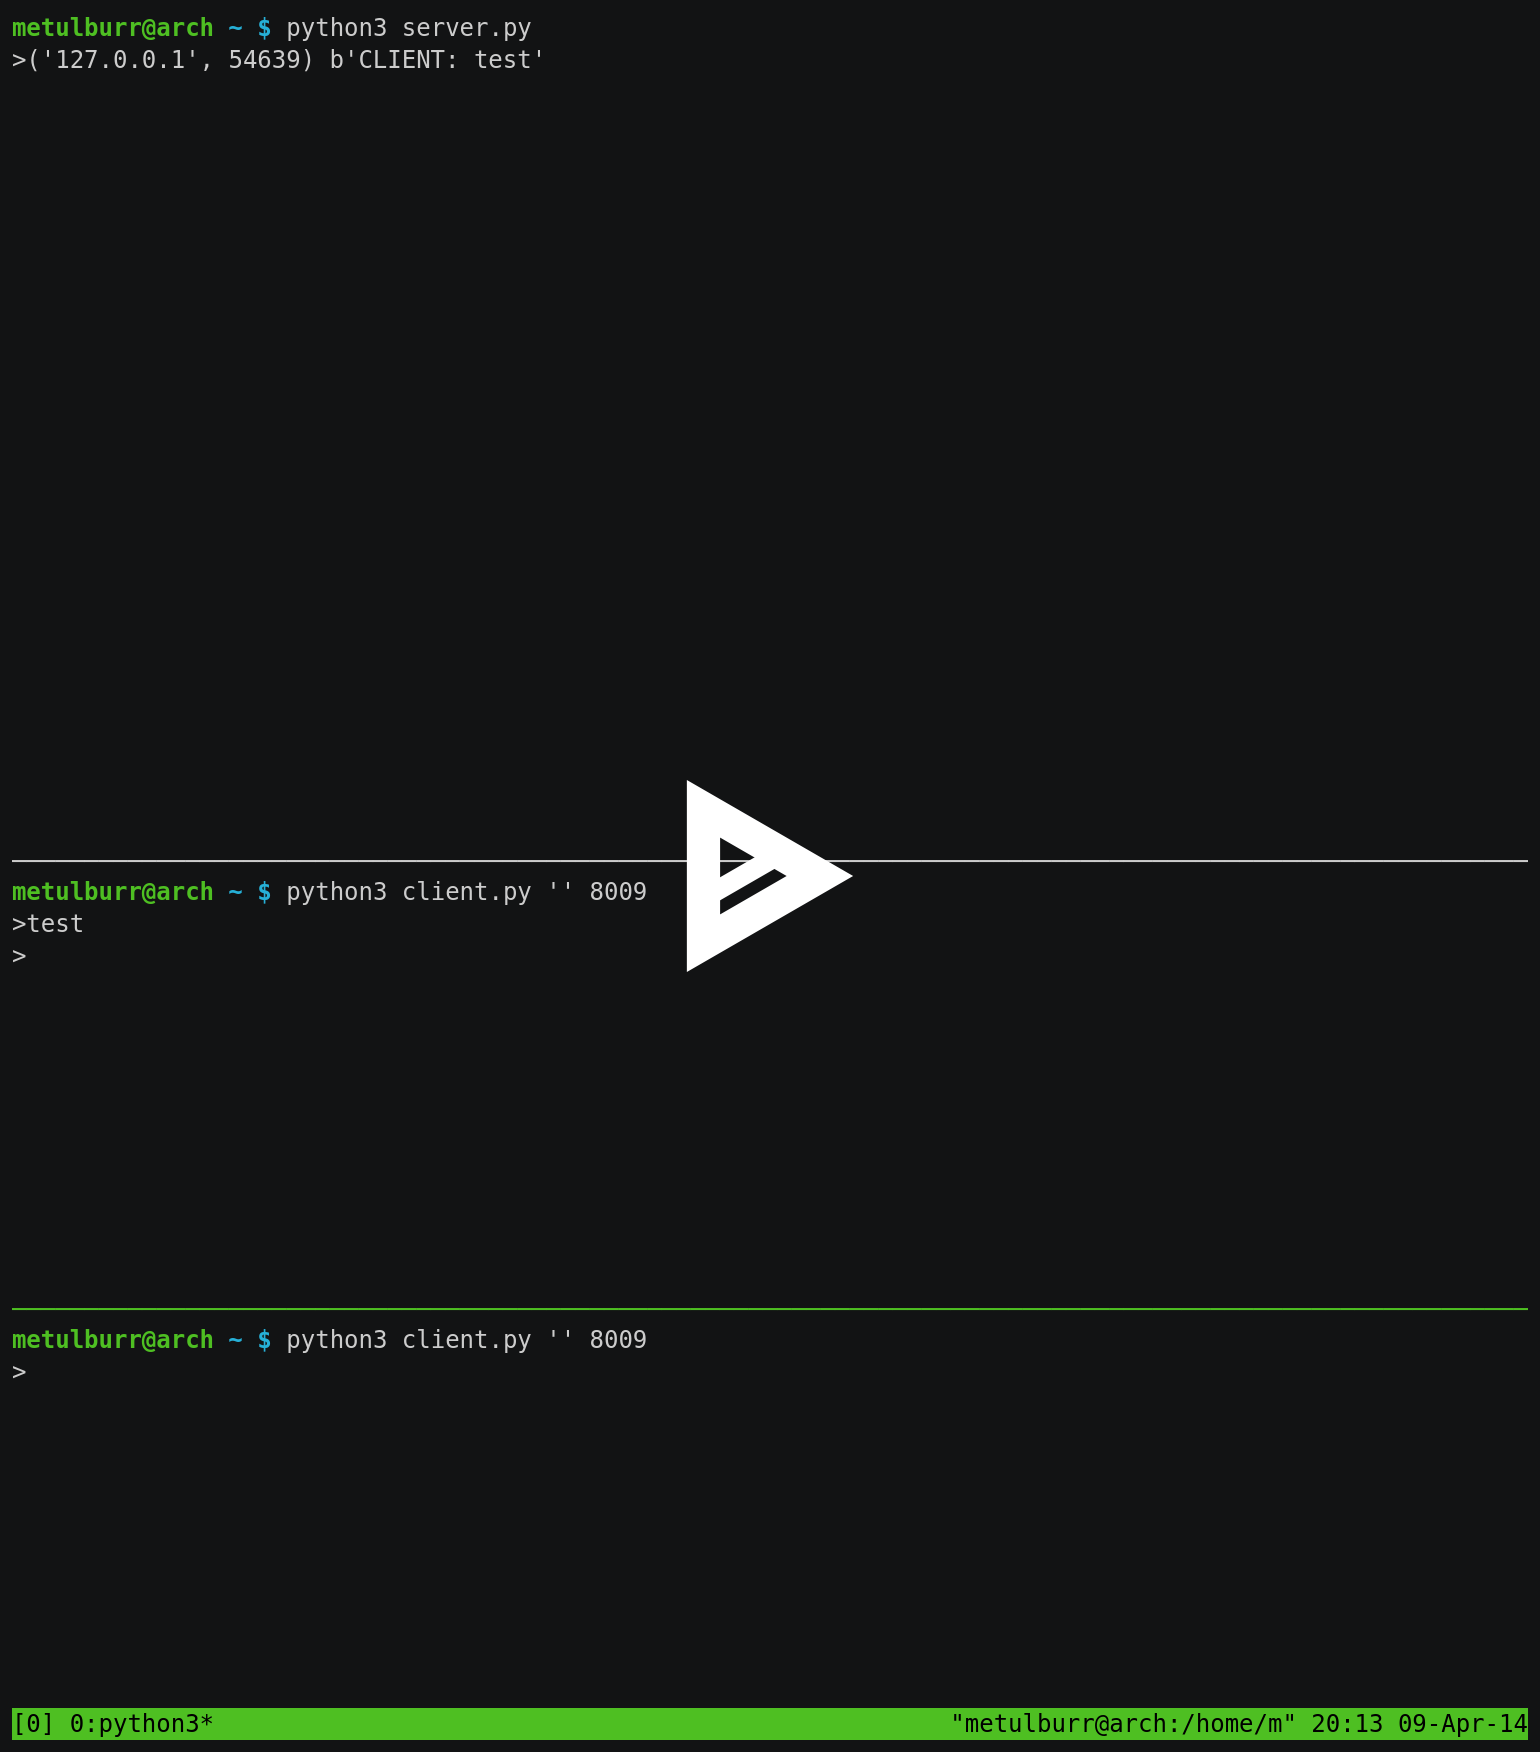 metulburr@arch ~ $ python3 server.py
>('127.0.0.1', 54639) b'CLIENT: test'
metulburr@arch ~ $ python3 client.py '' 8009
>test
>
metulburr@arch ~ $ python3 client.py '' 8009
>
[0] 0:python3* "metulburr@arch:/home/m" 20:13 09-Apr-14